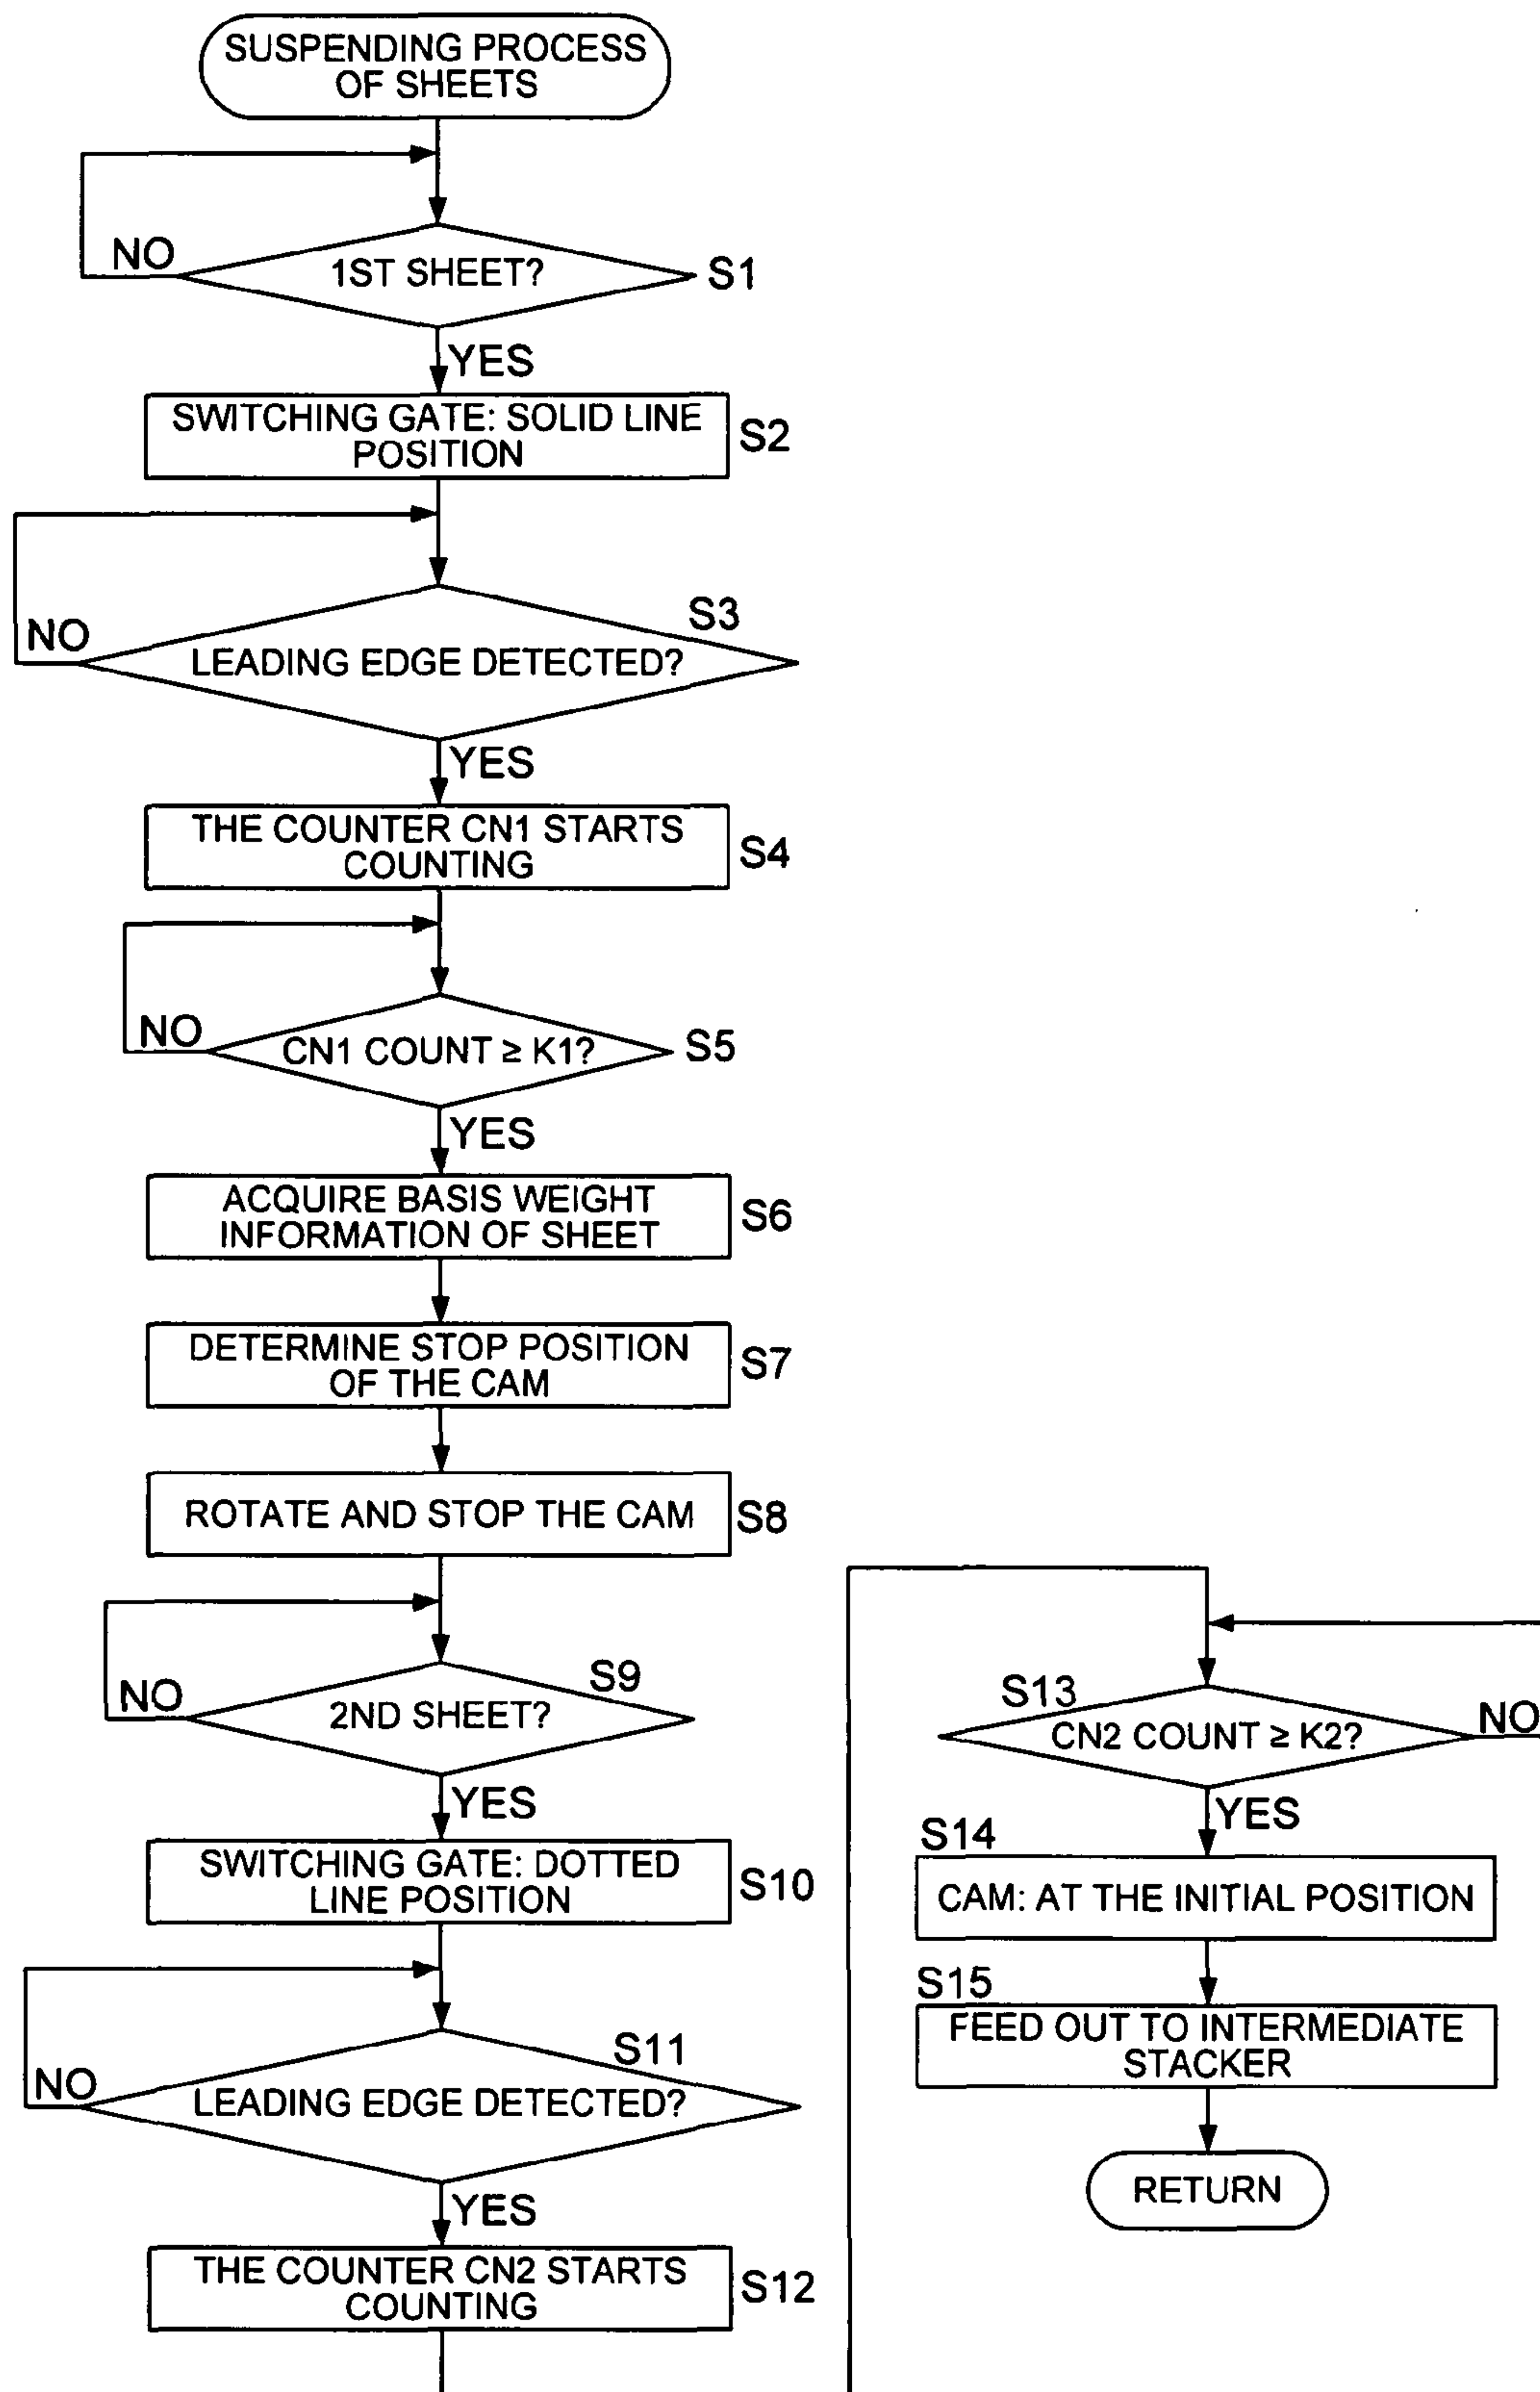 SUSPENDING PROCESS
OF SHEETS
NO
1ST SHEET?
S1
YES
SWITCHING GATE: SOLID LINE
POSITION
S2
S3
NO
LEADING EDGE DETECTED?
YES
THE COUNTER CN1 STARTS
COUNTING
S4
NO
CN1 COUNT ≥ K1?
S5
YES
ACQUIRE BASIS WEIGHT
INFORMATION OF SHEET
S6
DETERMINE STOP POSITION
OF THE CAM
S7
ROTATE AND STOP THE CAM
S8
S9
NO
2ND SHEET?
YES
SWITCHING GATE: DOTTED
LINE POSITION
S10
S11
NO
LEADING EDGE DETECTED?
YES
THE COUNTER CN2 STARTS
COUNTING
S12
S13
CN2 COUNT ≥ K2?
NO
YES
S14
CAM: AT THE INITIAL POSITION
S15
FEED OUT TO INTERMEDIATE
STACKER
RETURN